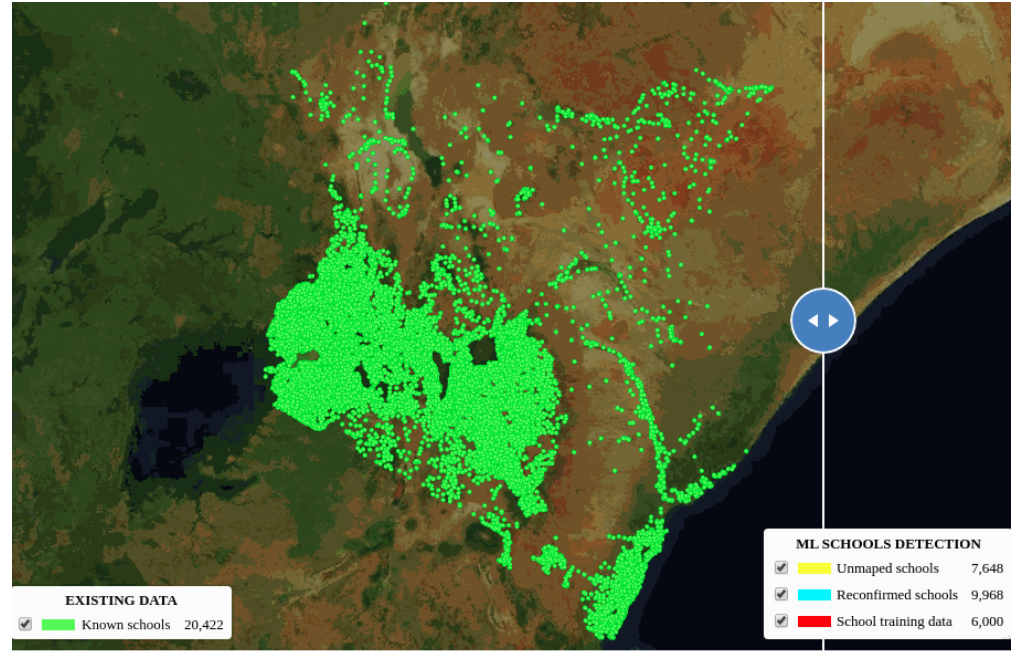 EXISTING DATA
Known schools 20,422
ML SCHOOLS DETECTION
Unmaped schools 7,648
Reconfirmed schools 9,968
School training data 6,000